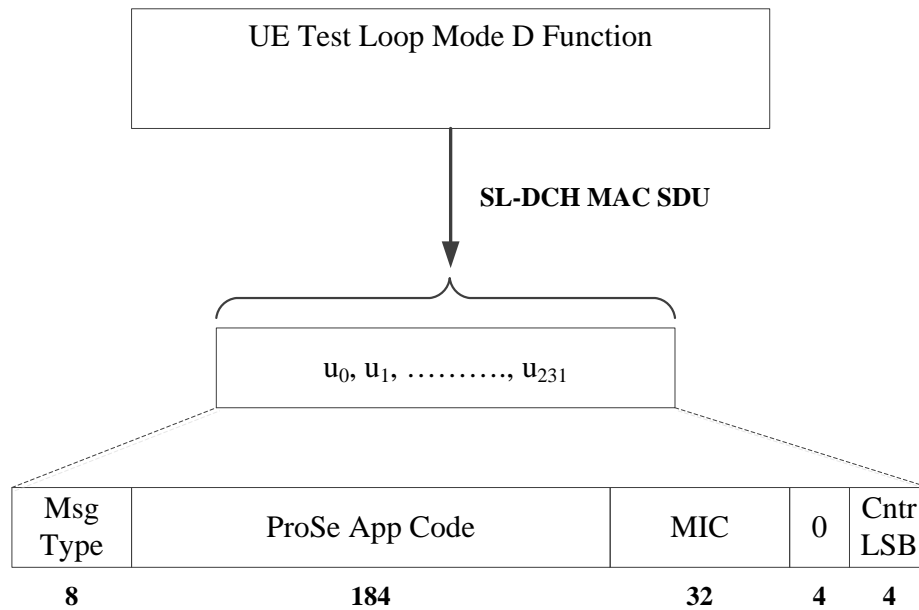 UE Test Loop Mode D Function
SL-DCH MAC SDU
u₀, u₁, ………., u₂₃₁
Msg Type
ProSe App Code
MIC
0
Cntr LSB
8
184
32
4
4